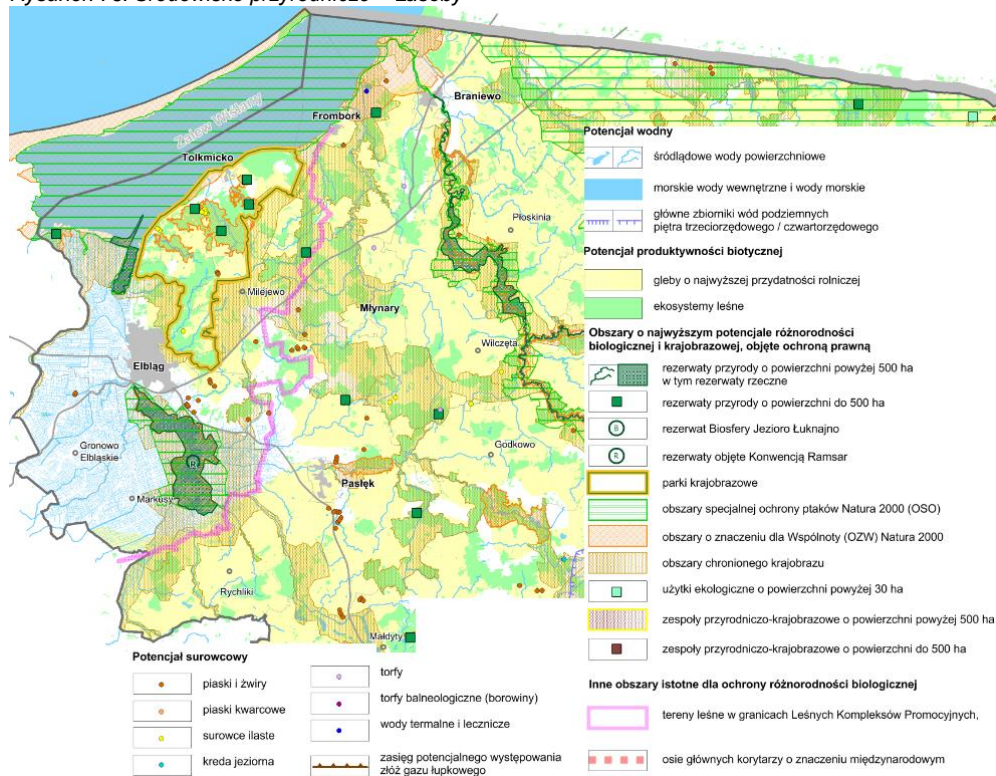 Rysunek 16. Środowisko przyrodnicze – zasoby
Zalew Wiślany
Frombork
Braniewo
Tolkmicko
Płoskinia
Milejewo
Młynary
Wilczęta
Elbląg
Gronowo
Elbląskie
Markusy
R
Godkowo
Pasłęk
Rychliki
Małdyty
Potencjał wodny
śródlądowe wody powierzchniowe
morskie wody wewnętrzne i wody morskie
główne zbiorniki wód podziemnych
piętra trzeciorzędowego / czwartorzędowego
Potencjał produktywności biotycznej
gleby o najwyższej przydatności rolniczej
ekosystemy leśne
Obszary o najwyższym potencjale różnorodności
biologicznej i krajobrazowej, objęte ochroną prawną
rezerwaty przyrody o powierzchni powyżej 500 ha
w tym rezerwaty rzeczne
rezerwaty przyrody o powierzchni do 500 ha
B
rezerwat Biosfery Jezioro Łuknajno
R
rezerwaty objęte Konwencją Ramsar
parki krajobrazowe
obszary specjalnej ochrony ptaków Natura 2000 (OSO)
obszary o znaczeniu dla Wspólnoty (OZW) Natura 2000
obszary chronionego krajobrazu
użytki ekologiczne o powierzchni powyżej 30 ha
zespoły przyrodniczo-krajobrazowe o powierzchni powyżej 500 ha
zespoły przyrodniczo-krajobrazowe o powierzchni do 500 ha
Inne obszary istotne dla ochrony różnorodności biologicznej
tereny leśne w granicach Leśnych Kompleksów Promocyjnych,
osie głównych korytarzy o znaczeniu międzynarodowym
Potencjał surowcowy
piaski i żwiry
piaski kwarcowe
surowce ilaste
kreda jeziorna
torfy
torfy balneologiczne (borowiny)
wody termalne i lecznicze
zasięg potencjalnego występowania
złóż gazu łupkowego